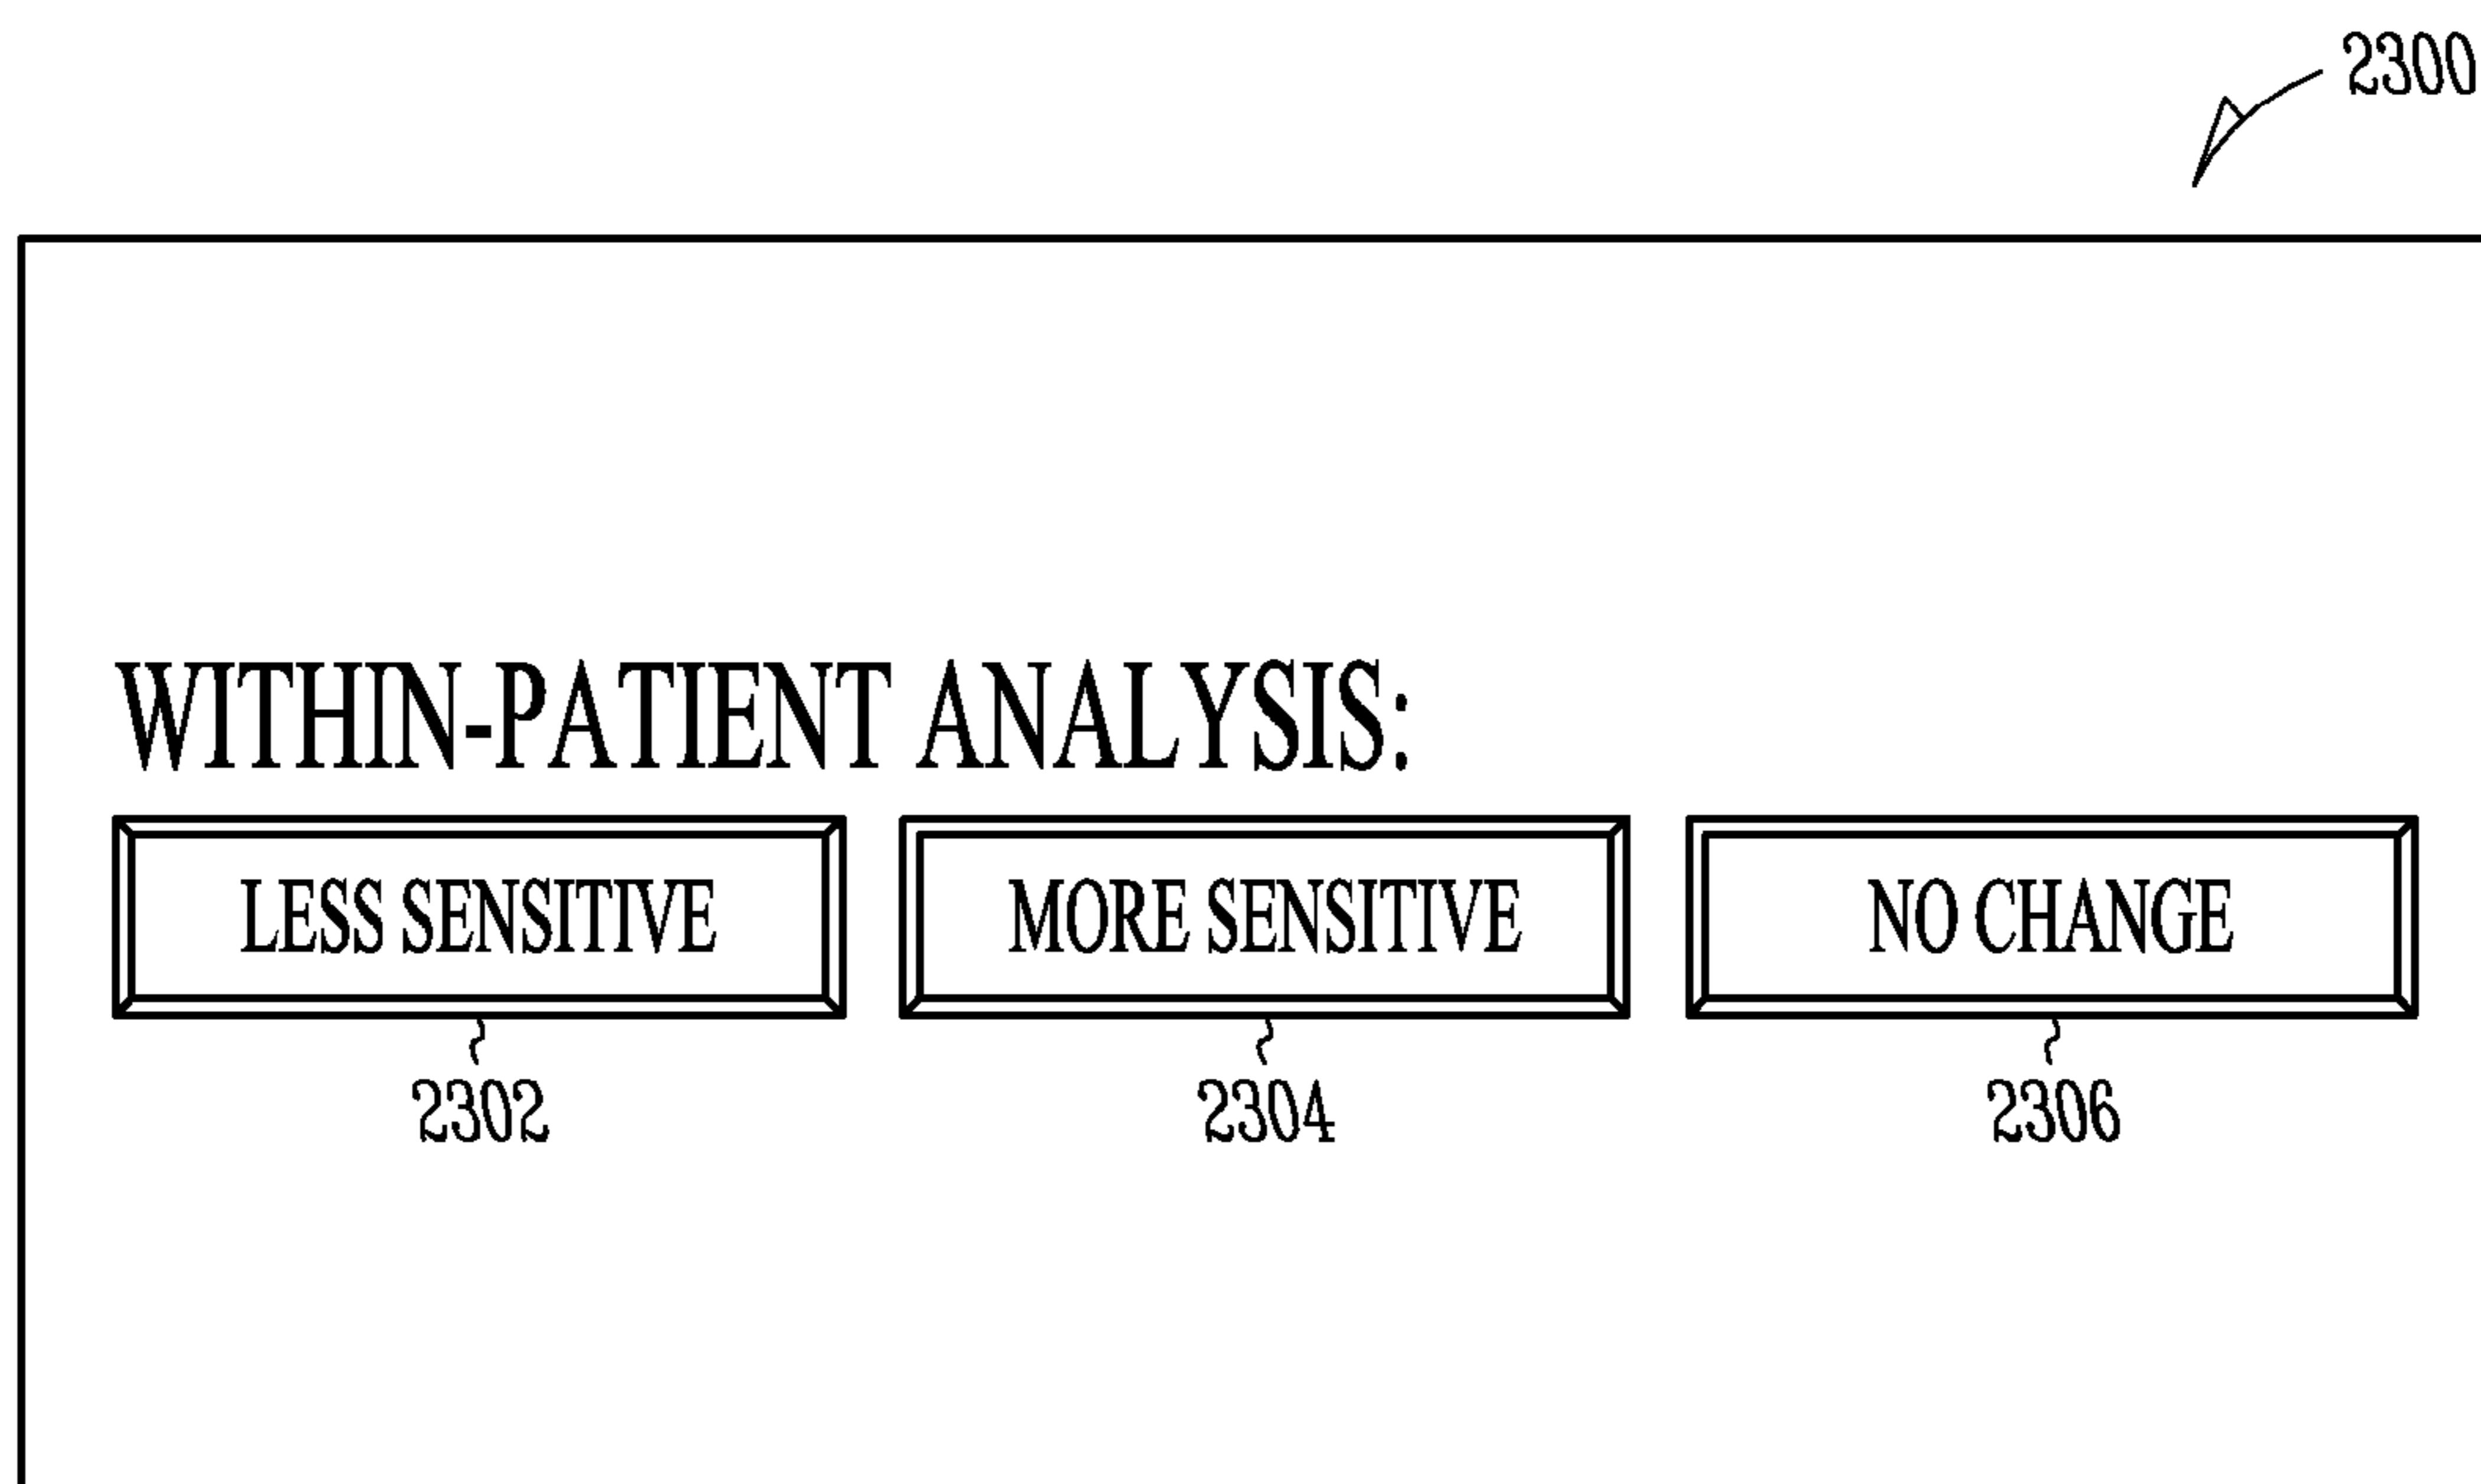 2300
WITHIN-PATIENT ANALYSIS:
LESS SENSITIVE MORE SENSITIVE NO CHANGE
2302 2304 2306